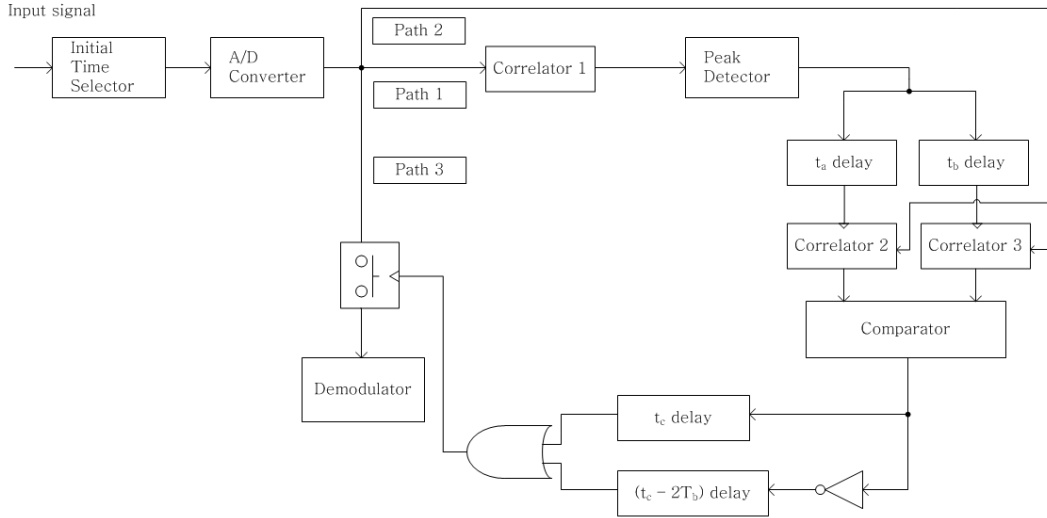 Input signal
Path 2
Initial
Time
Selector
A/D
Converter
Correlator 1
Peak
Detector
Path 1
Path 3
tₐ delay
t_b delay
Correlator 2
Correlator 3
Comparator
Demodulator
t_c delay
(t_c - 2T_b) delay